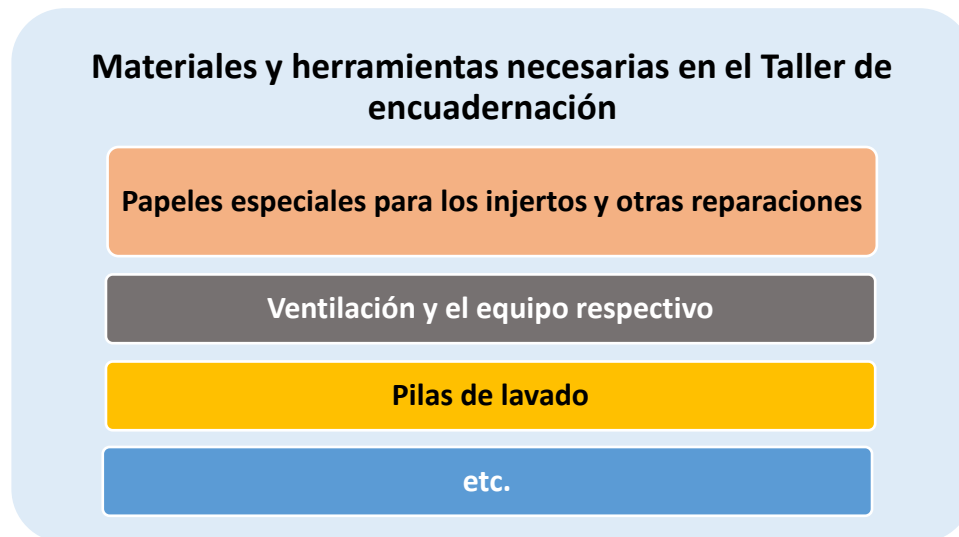 Materiales y herramientas necesarias en el Taller de
encuadernación
Papeles especiales para los injertos y otras reparaciones
Ventilación y el equipo respectivo
Pilas de lavado
etc.